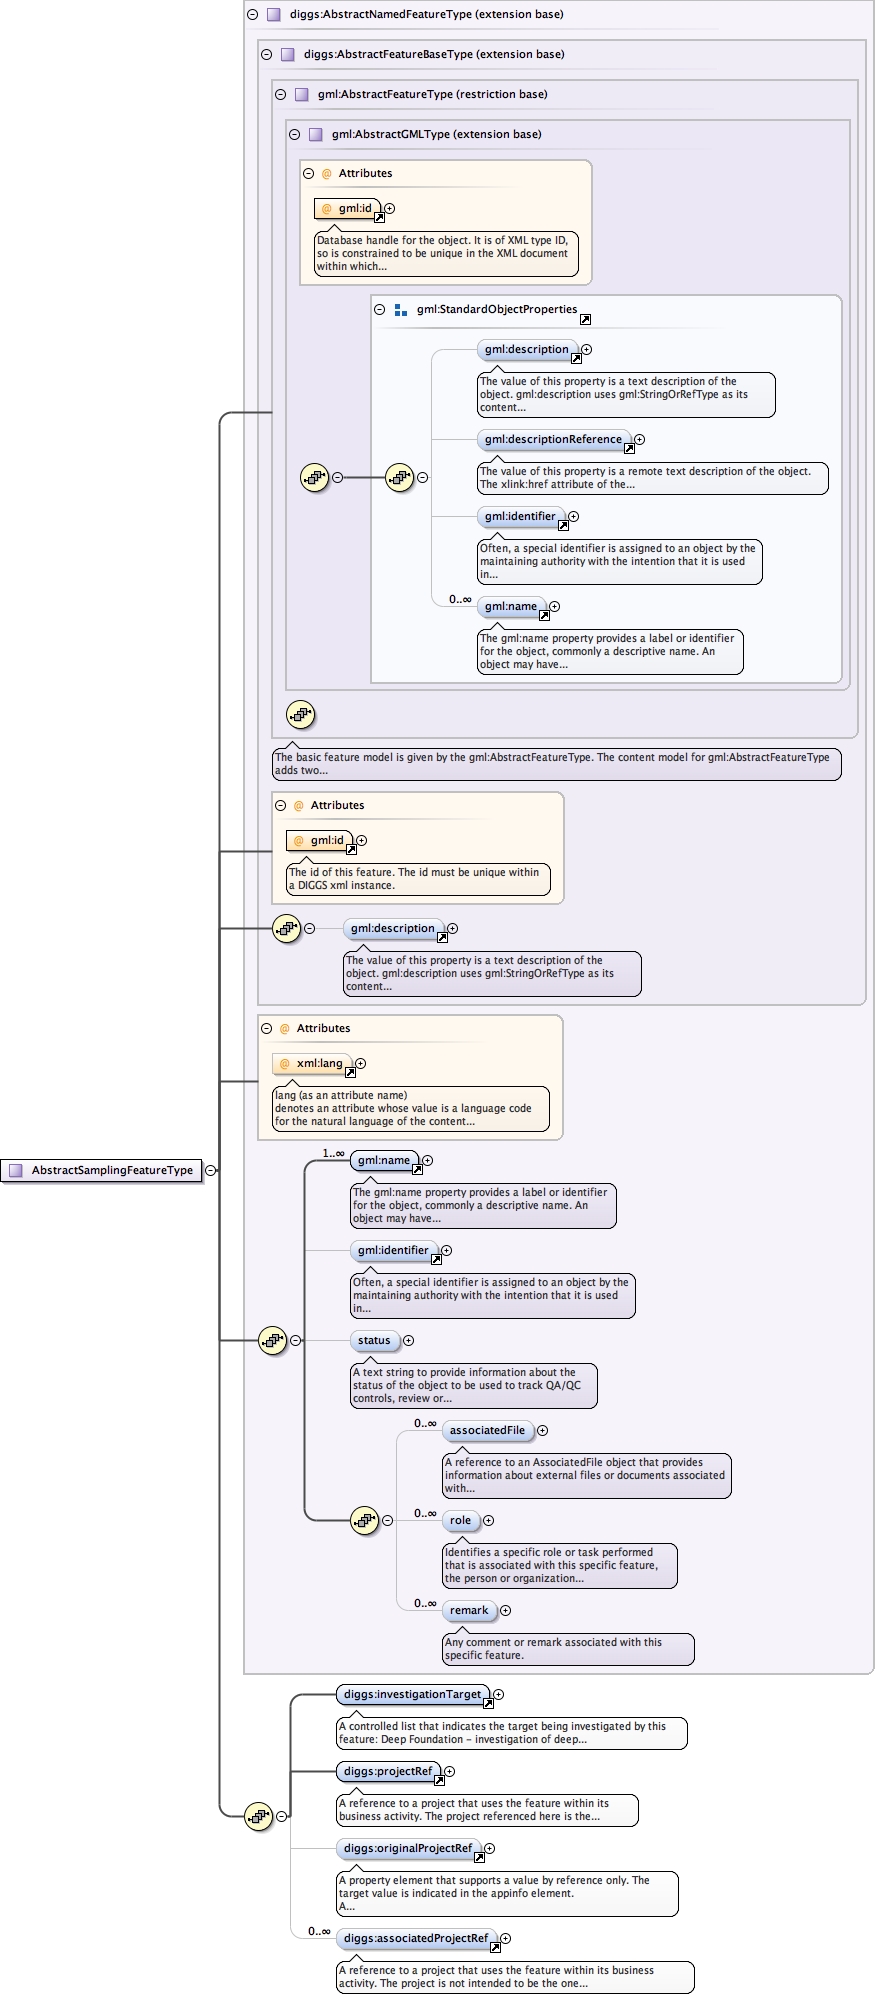 diggs:AbstractNamedFeatureType (extension base)
diggs:AbstractFeatureBaseType (extension base)
gml:AbstractFeatureType (restriction base)
gml:AbstractGMLType (extension base)
@ Attributes
@ gml:id
Database handle for the object. It is of XML type ID,
so is constrained to be unique in the XML document
within which...
gml:StandardObjectProperties
gml:description
The value of this property is a text description of the
object. gml:description uses gml:StringOrRefType as its
content...
gml:descriptionReference
The value of this property is a remote text description of the object.
The xlink:href attribute of the...
gml:identifier
Often, a special identifier is assigned to an object by the
maintaining authority with the intention that it is used
in...
0..∞
gml:name
The gml:name property provides a label or identifier
for the object, commonly a descriptive name. An
object may have...
The basic feature model is given by the gml:AbstractFeatureType. The content model for gml:AbstractFeatureType
adds two...
@ Attributes
@ gml:id
The id of this feature. The id must be unique within
a DIGGS xml instance.
gml:description
The value of this property is a text description of the
object. gml:description uses gml:StringOrRefType as its
content...
@ Attributes
@ xml:lang
lang (as an attribute name)
denotes an attribute whose value is a language code
for the natural language of the content...
AbstractSamplingFeatureType
1..∞
gml:name
The gml:name property provides a label or identifier
for the object, commonly a descriptive name. An
object may have...
gml:identifier
Often, a special identifier is assigned to an object by the
maintaining authority with the intention that it is used
in...
status
A text string to provide information about the
status of the object to be used to track QA/QC
controls, review or...
0..∞
associatedFile
A reference to an AssociatedFile object that provides
information about external files or documents associated
with...
0..∞
role
Identifies a specific role or task performed
that is associated with this specific feature,
the person or organization...
0..∞
remark
Any comment or remark associated with this
specific feature.
diggs:investigationTarget
A controlled list that indicates the target being investigated by this
feature: Deep Foundation - investigation of deep...
diggs:projectRef
A reference to a project that uses the feature within its
business activity. The project referenced here is the...
diggs:originalProjectRef
A property element that supports a value by reference only. The
target value is indicated in the appinfo element.
A...
0..∞
diggs:associatedProjectRef
A reference to a project that uses the feature within its business
activity. The project is not intended to be the one...